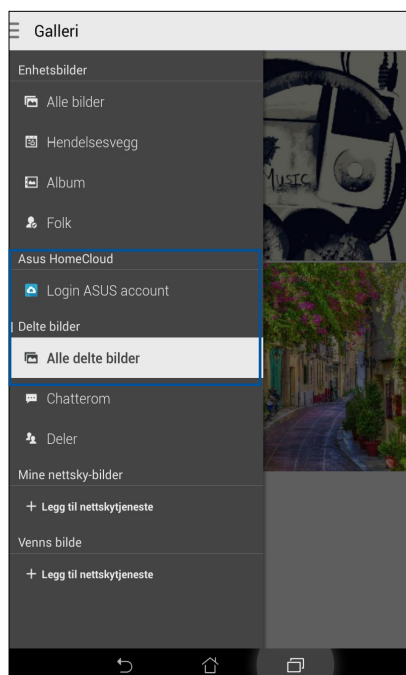 Galleri
Enhetsbilder
Alle bilder
Hendelsesvegg
Album
Folk
Asus HomeCloud
Login ASUS account
Delte bilder
Alle delte bilder
Chatterom
Deler
Mine nettsky-bilder
+ Legg til nettskytjeneste
Venns bilde
+ Legg til nettskytjeneste
MUSIC